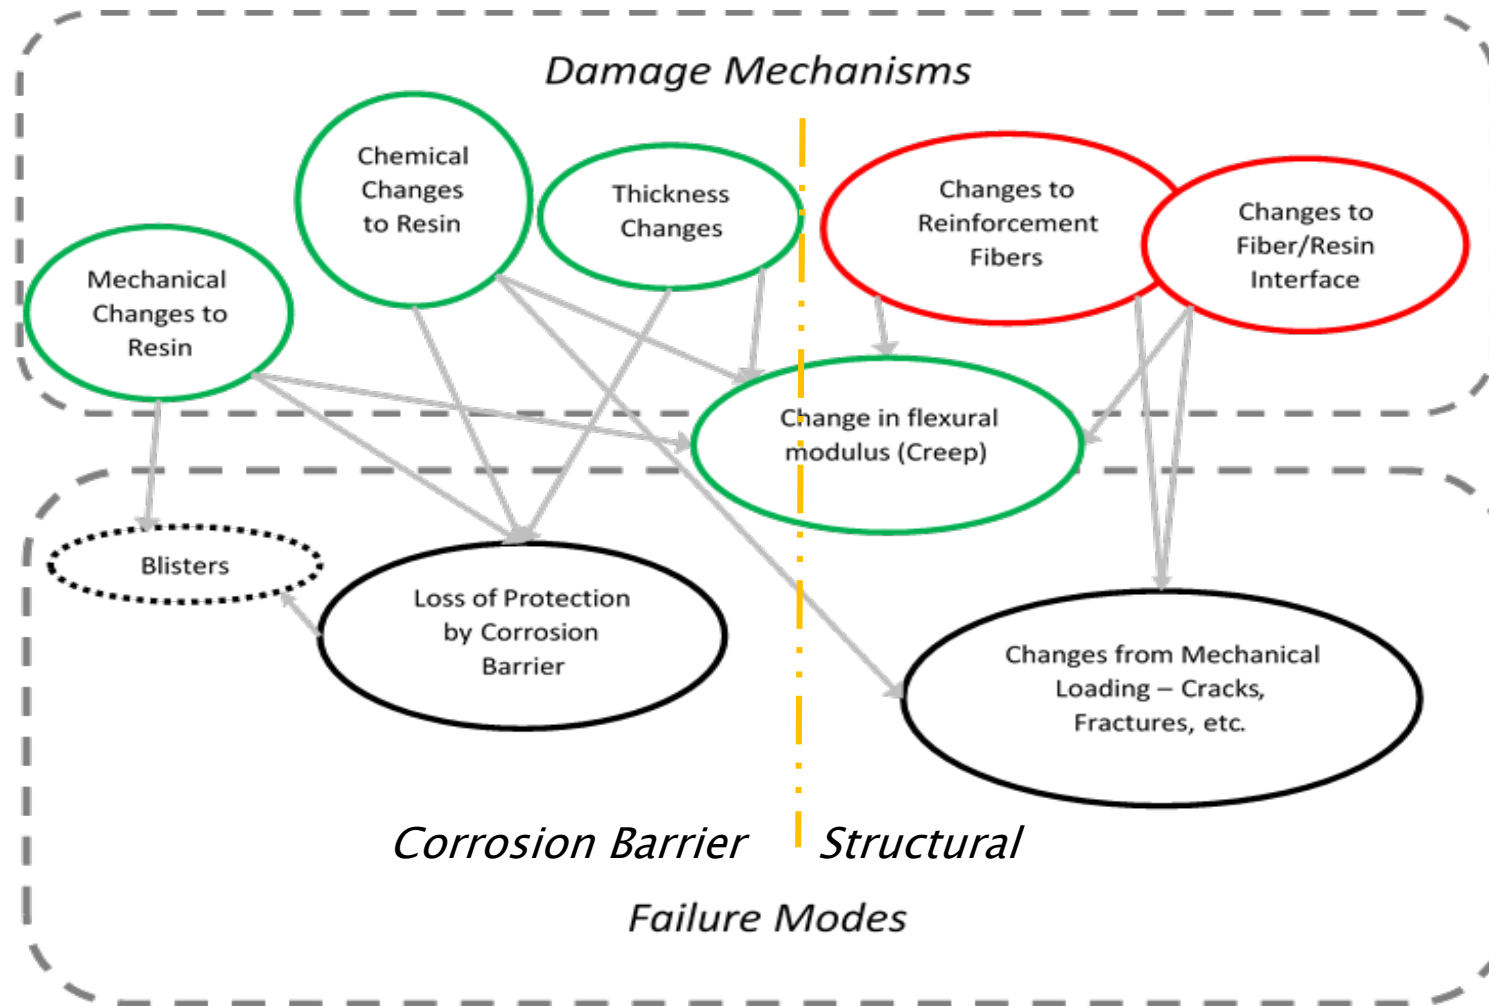 Damage Mechanisms
Chemical
Changes
to Resin
Thickness
Changes
Changes to
Reinforcement
Fibers
Changes to
Fiber/Resin
Interface
Mechanical
Changes to
Resin
Change in flexural
modulus (Creep)
Blisters
Loss of Protection
by Corrosion
Barrier
Changes from Mechanical
Loading – Cracks,
Fractures, etc.
Corrosion Barrier
Structural
Failure Modes